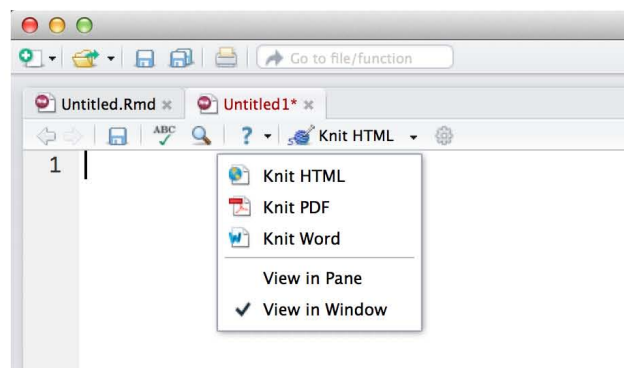 Go to file/function
Untitled.Rmd Untitled1*
ABC ? Knit HTML
1
Knit HTML
Knit PDF
Knit Word
View in Pane
View in Window